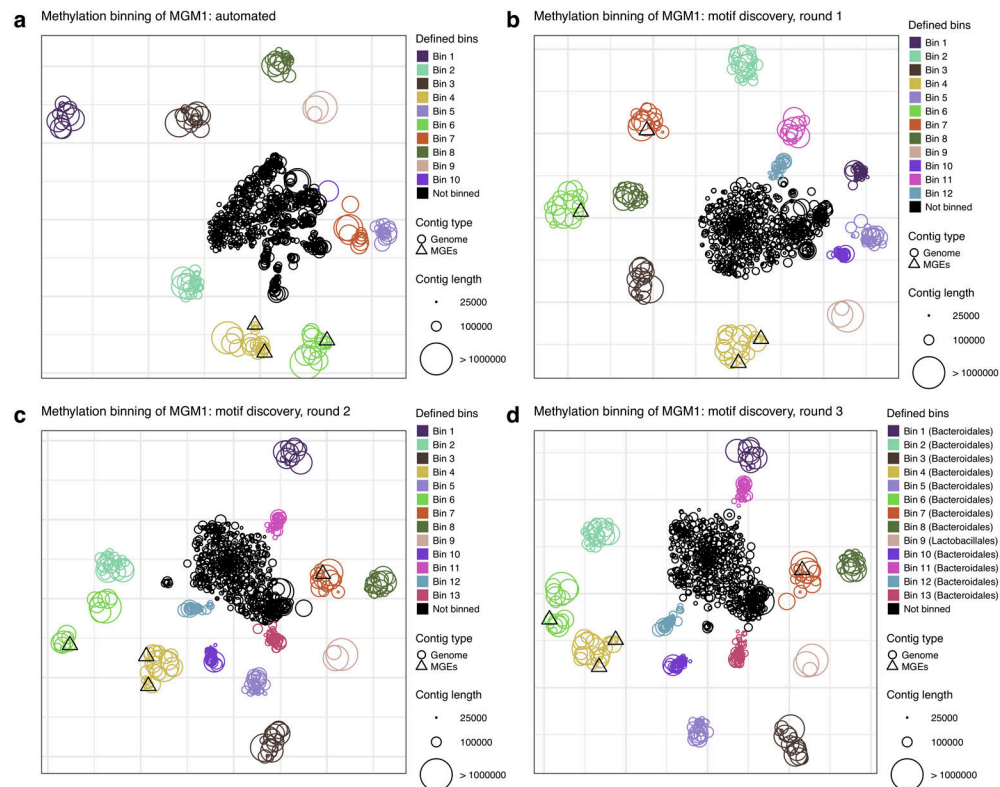 a Methylation binning of MGM1: automated
Defined bins
Bin 1
Bin 2
Bin 3
Bin 4
Bin 5
Bin 6
Bin 7
Bin 8
Bin 9
Bin 10
Not binned
Contig type
Genome
MGEs
Contig length
25000
100000
> 1000000
b Methylation binning of MGM1: motif discovery, round 1
Defined bins
Bin 1
Bin 2
Bin 3
Bin 4
Bin 5
Bin 6
Bin 7
Bin 8
Bin 9
Bin 10
Bin 11
Bin 12
Not binned
Contig type
Genome
MGEs
Contig length
25000
100000
> 1000000
c Methylation binning of MGM1: motif discovery, round 2
Defined bins
Bin 1
Bin 2
Bin 3
Bin 4
Bin 5
Bin 6
Bin 7
Bin 8
Bin 9
Bin 10
Bin 11
Bin 12
Bin 13
Not binned
Contig type
Genome
MGEs
Contig length
25000
100000
> 1000000
d Methylation binning of MGM1: motif discovery, round 3
Defined bins
Bin 1 (Bacteroidales)
Bin 2 (Bacteroidales)
Bin 3 (Bacteroidales)
Bin 4 (Bacteroidales)
Bin 5 (Bacteroidales)
Bin 6 (Bacteroidales)
Bin 7 (Bacteroidales)
Bin 8 (Bacteroidales)
Bin 9 (Lactobacillales)
Bin 10 (Bacteroidales)
Bin 11 (Bacteroidales)
Bin 12 (Bacteroidales)
Bin 13 (Bacteroidales)
Not binned
Contig type
Genome
MGEs
Contig length
25000
100000
> 1000000